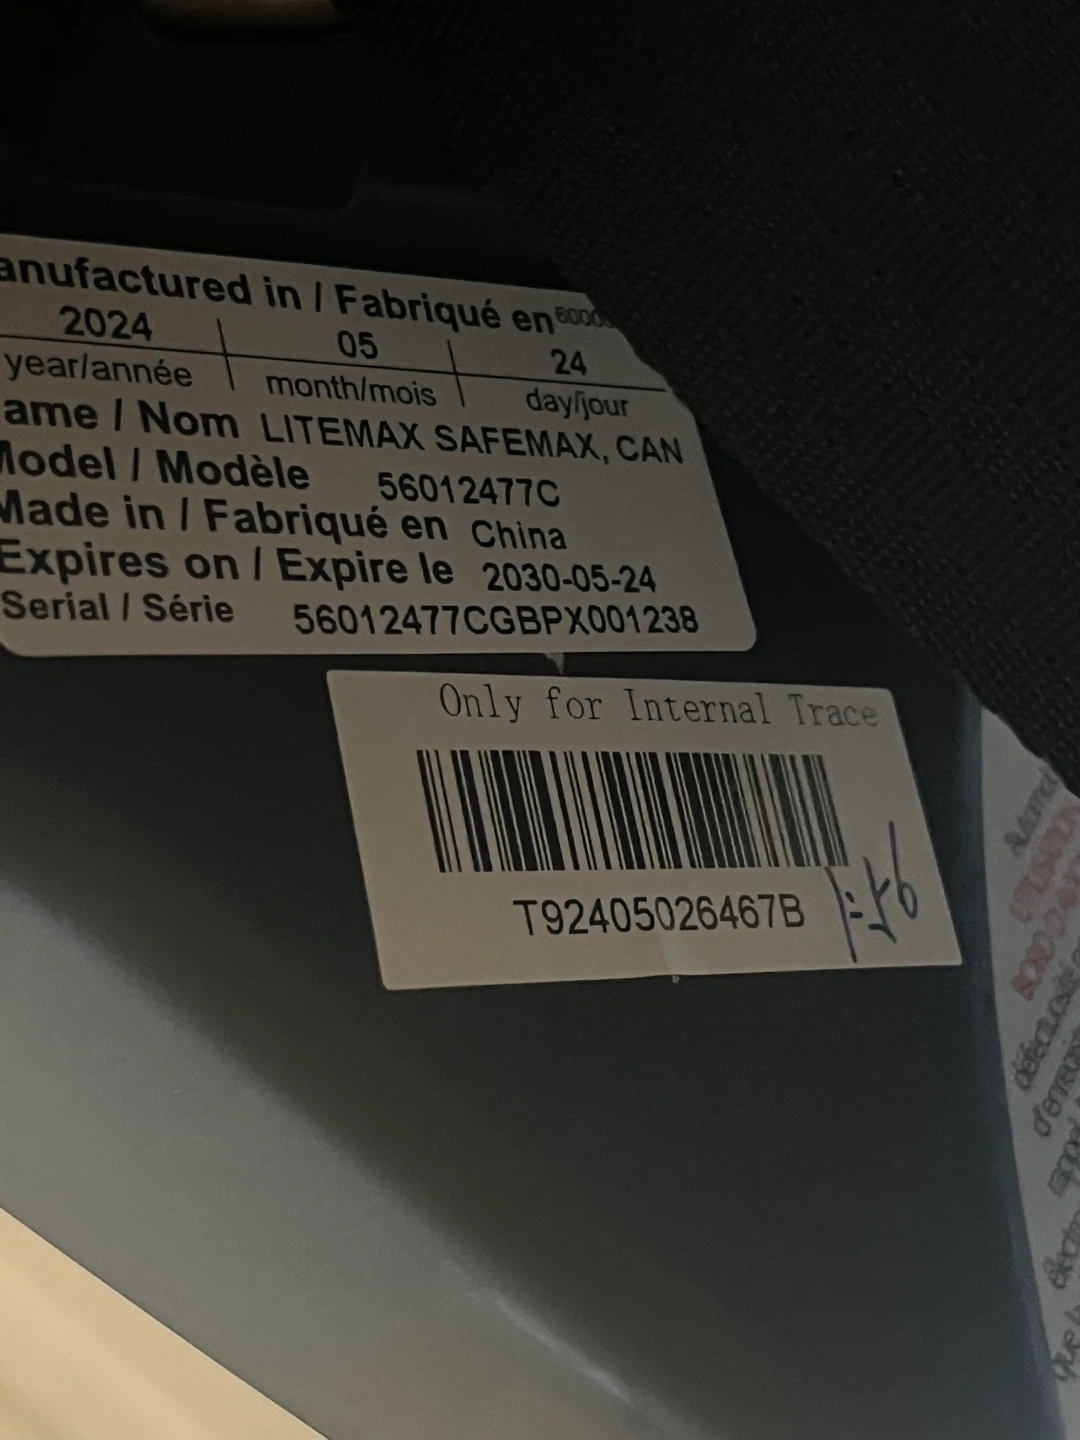 anufactured in / Fabriqué en 6000
2024 05 24
year/année month/mois day/jour
ame / Nom LITEMAX SAFEMAX, CAN
Model / Modèle 56012477C
Made in / Fabriqué en China
Expires on / Expire le 2030-05-24
Serial / Série 56012477CGBPX001238
Only for Internal Trace
T92405026467B